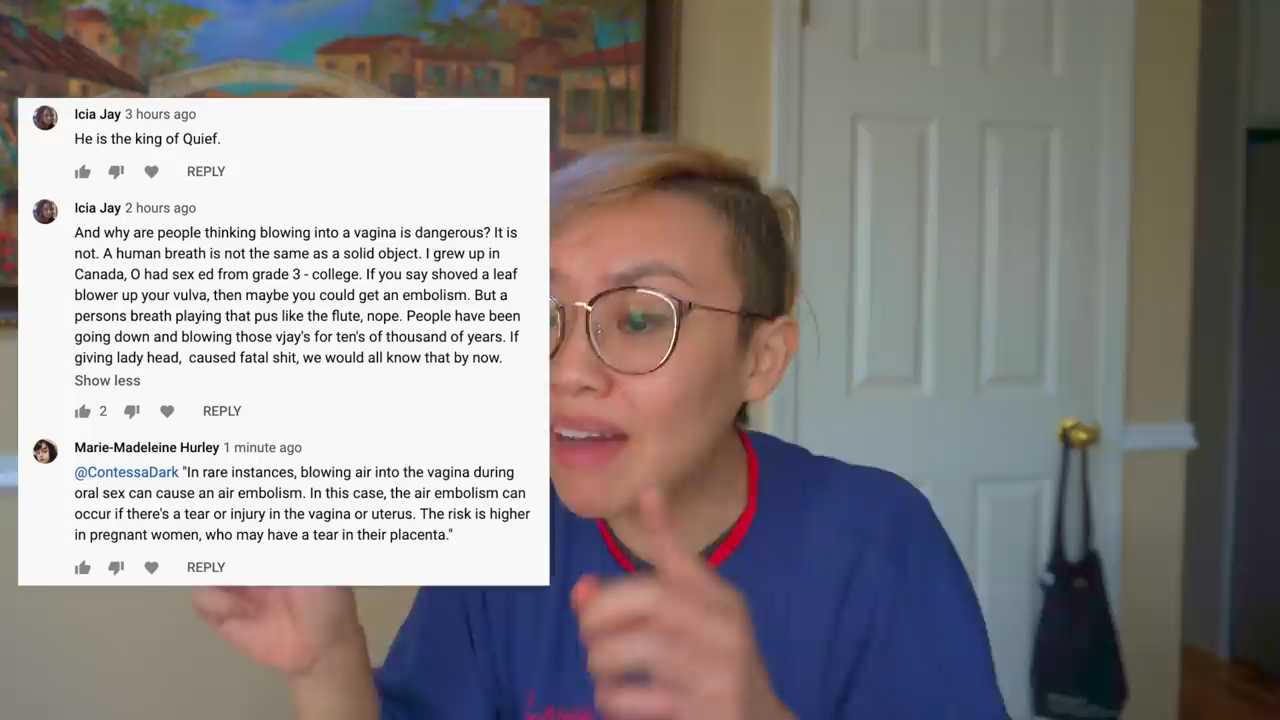 Icia Jay 3 hours ago
He is the king of Quief.
REPLY
Icia Jay 2 hours ago
And why are people thinking blowing into a vagina is dangerous? It is
not. A human breath is not the same as a solid object. I grew up in
Canada, O had sex ed from grade 3 - college. If you say shoved a leaf
blower up your vulva, then maybe you could get an embolism. But a
persons breath playing that pus like the flute, nope. People have been
going down and blowing those vjay's for ten's of thousand of years. If
giving lady head,  caused fatal shit, we would all know that by now.
Show less
2 REPLY
Marie-Madeleine Hurley 1 minute ago
@ContessaDark "In rare instances, blowing air into the vagina during
oral sex can cause an air embolism. In this case, the air embolism can
occur if there's a tear or injury in the vagina or uterus. The risk is higher
in pregnant women, who may have a tear in their placenta."
REPLY